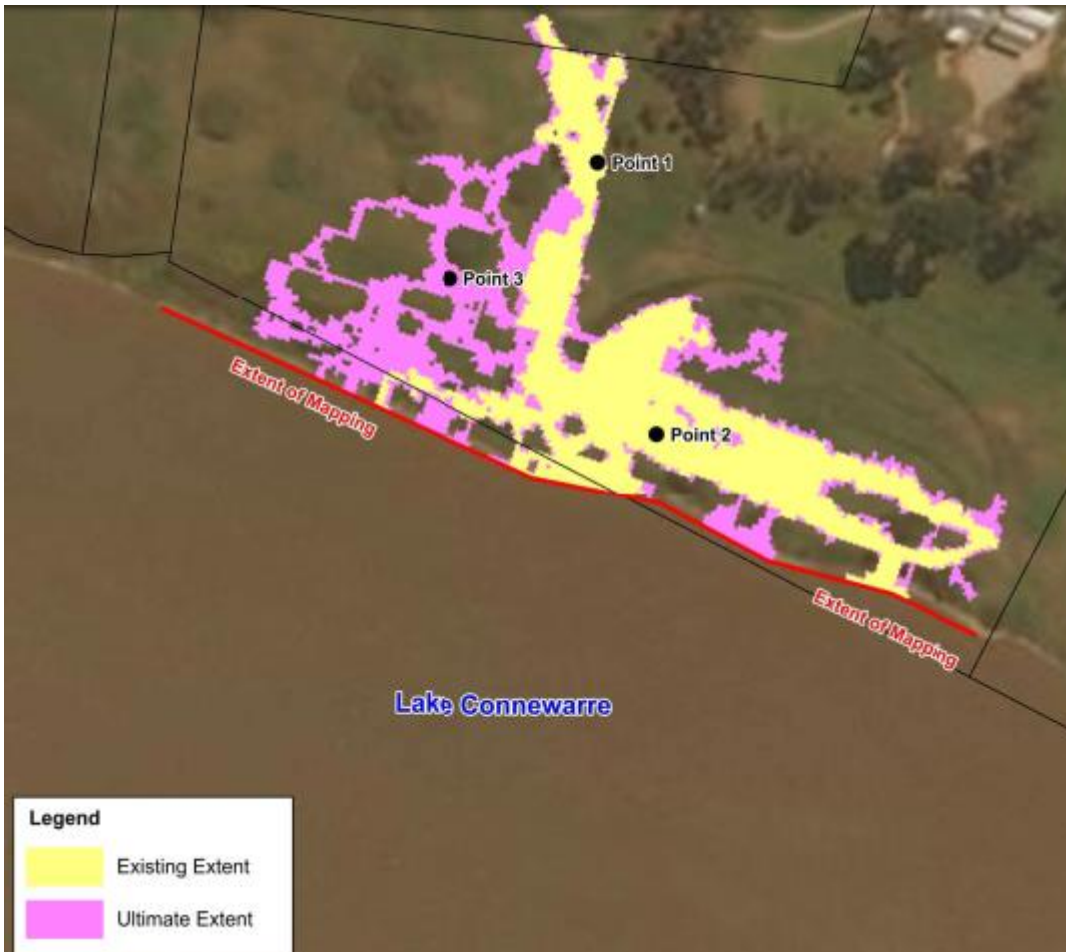 Point 1
Point 3
Extent of Mapping
Point 2
Extent of Mapping
Lake Connewarre
Legend
Existing Extent
Ultimate Extent